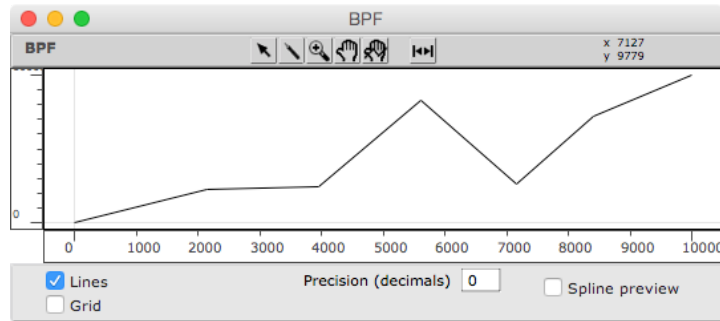 BPF
BPF
x 7127
y 9779
0
0 1000 2000 3000 4000 5000 6000 7000 8000 9000 10000
Lines Precision (decimals) 0 Spline preview
Grid